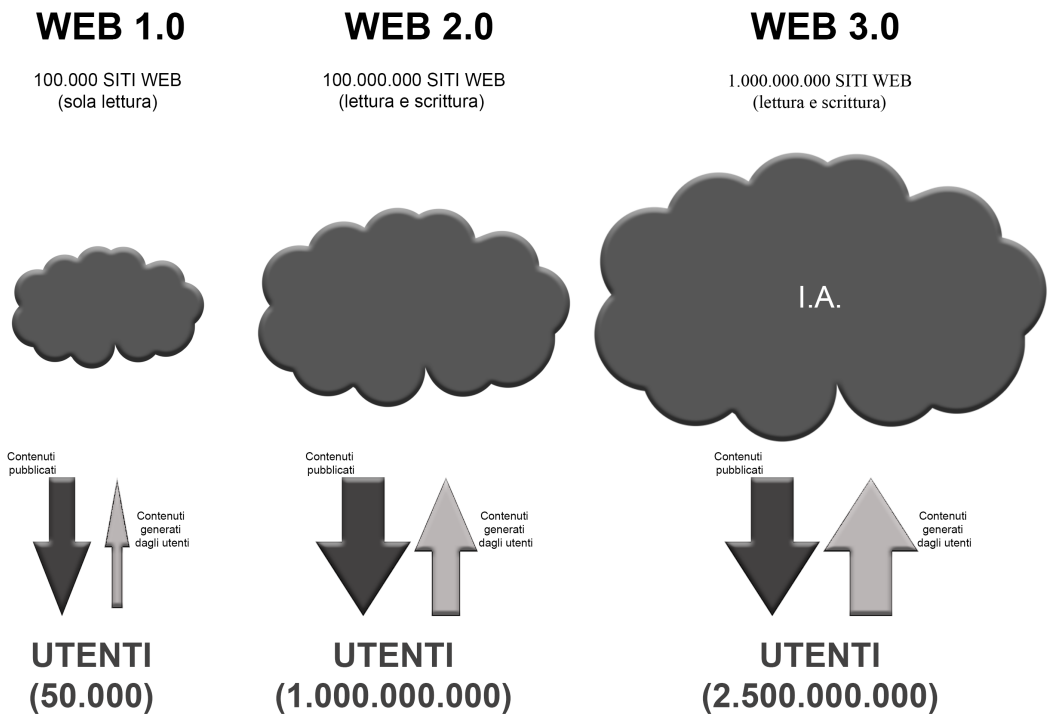 WEB 1.0
100.000 SITI WEB
(sola lettura)
Contenuti
pubblicati
Contenuti
generati
dagli utenti
UTENTI
(50.000)
WEB 2.0
100.000.000 SITI WEB
(lettura e scrittura)
Contenuti
pubblicati
Contenuti
generati
dagli utenti
UTENTI
(1.000.000.000)
WEB 3.0
1.000.000.000 SITI WEB
(lettura e scrittura)
I.A.
Contenuti
pubblicati
Contenuti
generati
dagli utenti
UTENTI
(2.500.000.000)